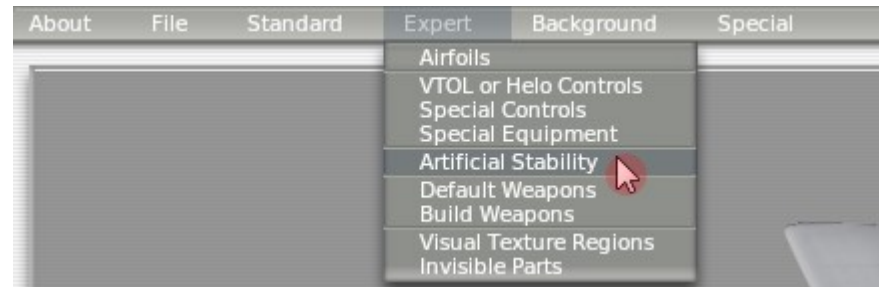 About File Standard Expert Background Special
Airfoils
VTOL or Helo Controls
Special Controls
Special Equipment
Artificial Stability
Default Weapons
Build Weapons
Visual Texture Regions
Invisible Parts